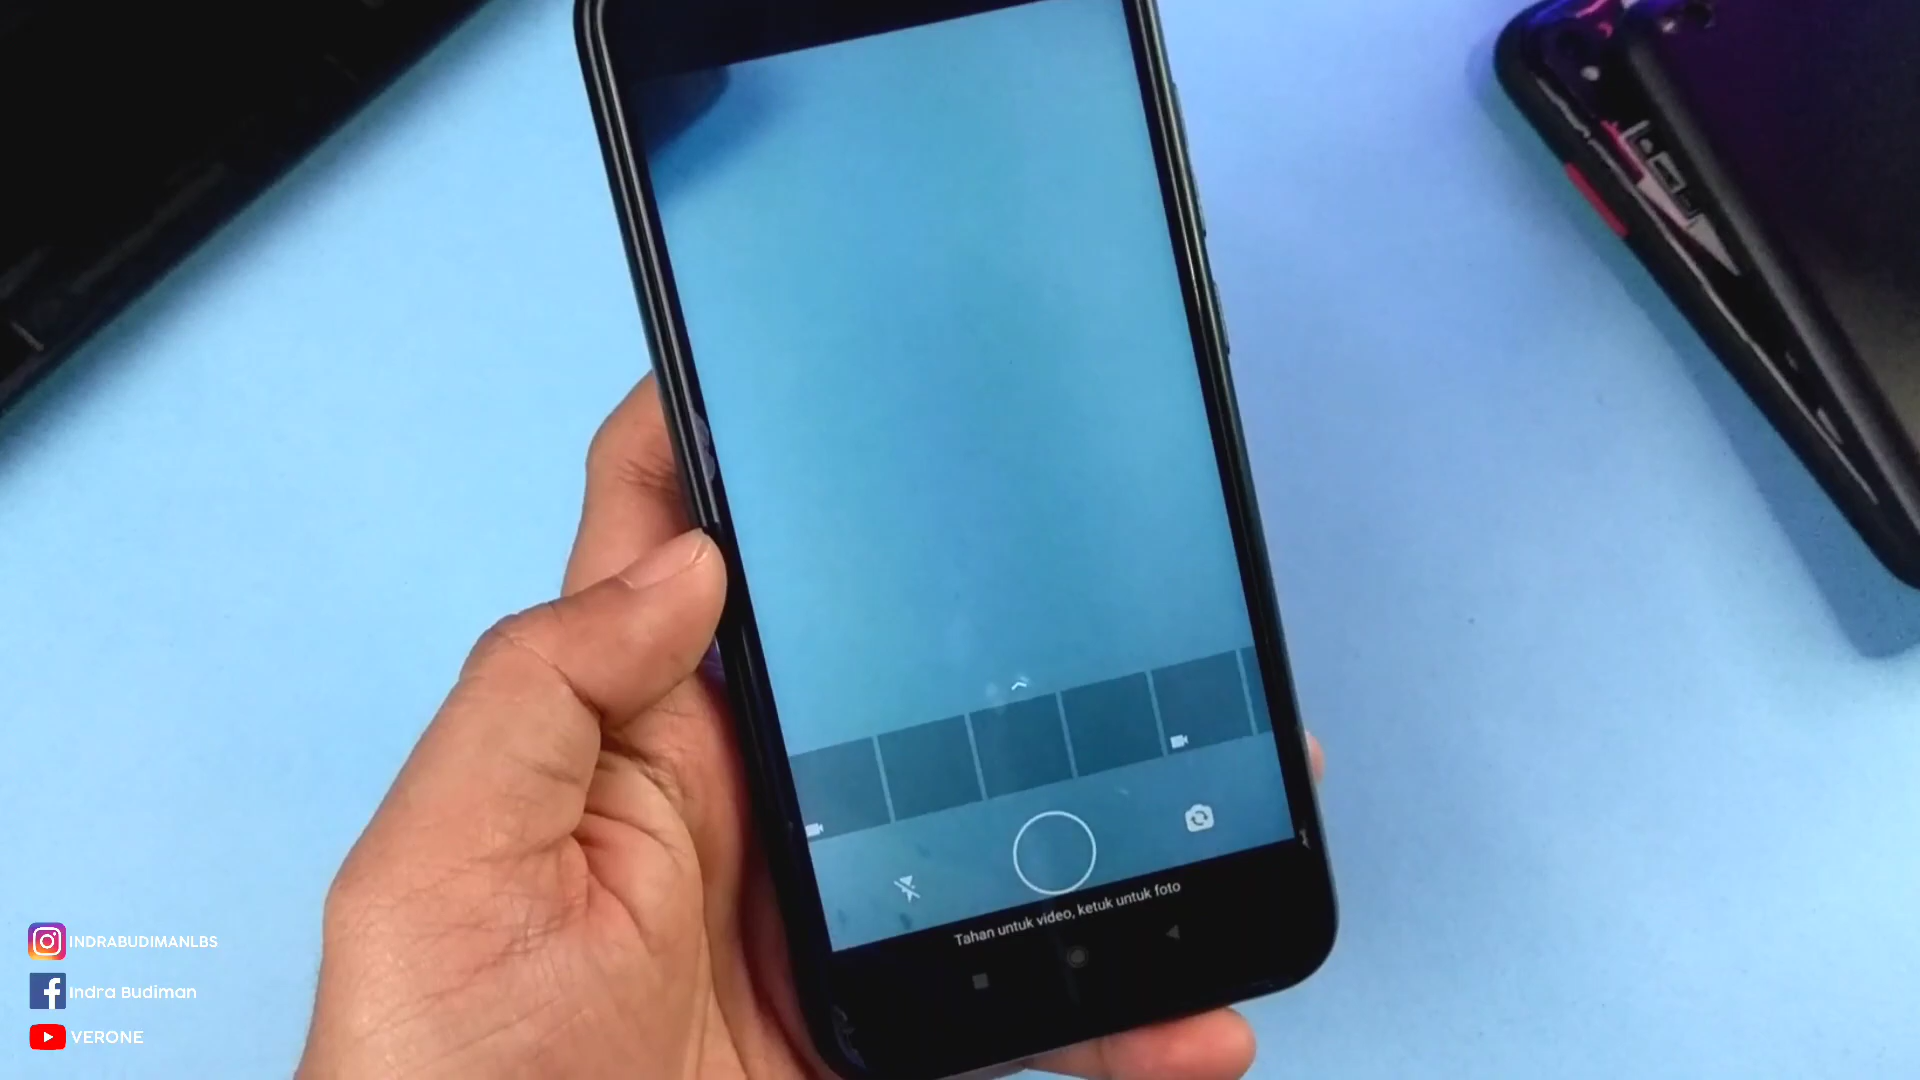 Tahan untuk video, ketuk untuk foto
INDRABUDIMANLBS
Indra Budiman
VERONE